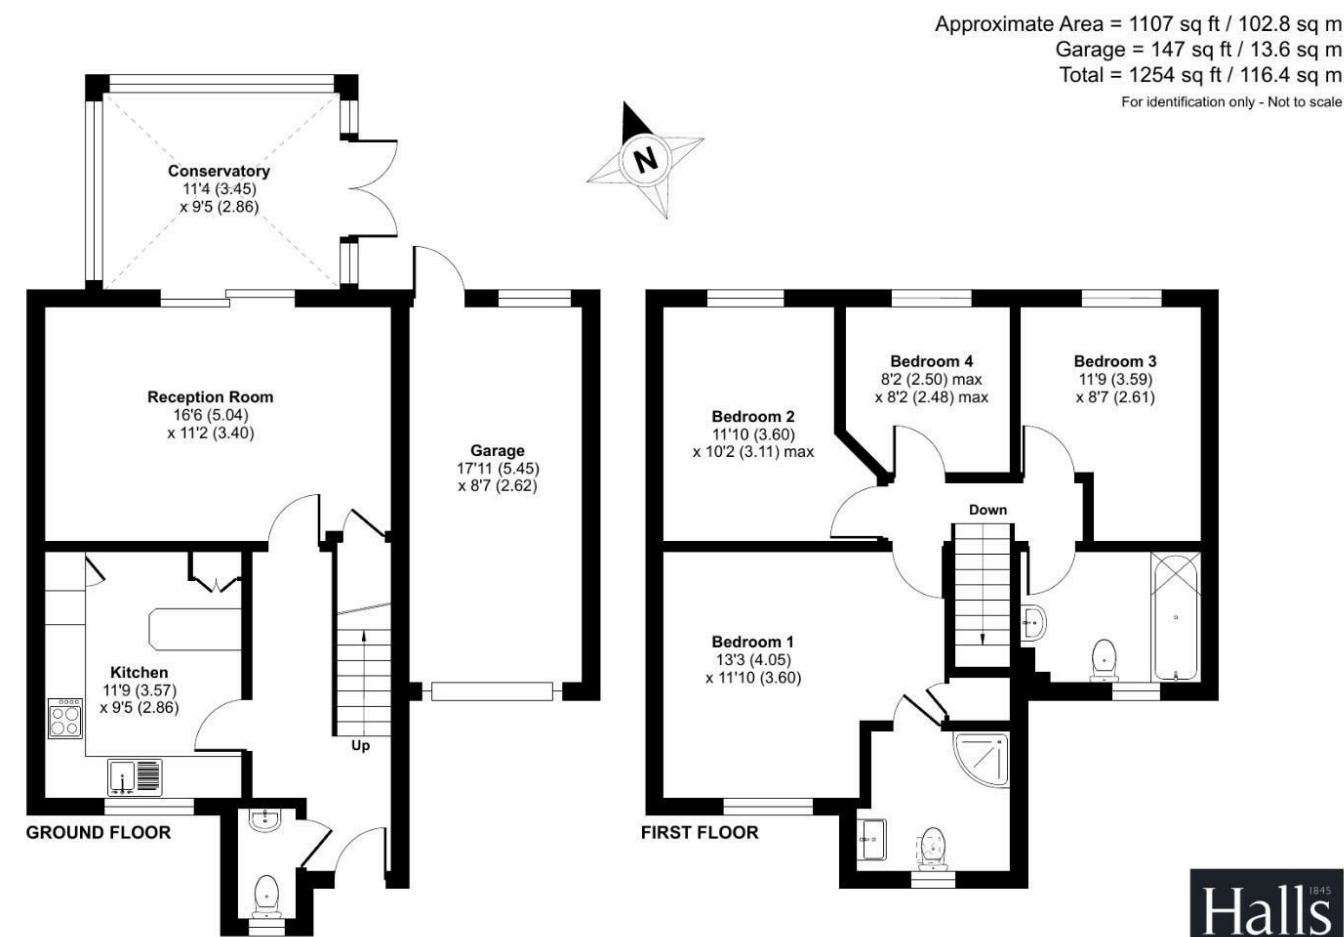 Approximate Area = 1107 sq ft / 102.8 sq m
Garage = 147 sq ft / 13.6 sq m
Total = 1254 sq ft / 116.4 sq m
For identification only - Not to scale
N
Conservatory
11'4 (3.45)
x 9'5 (2.86)
Reception Room
16'6 (5.04)
x 11'2 (3.40)
Garage
17'11 (5.45)
x 8'7 (2.62)
Kitchen
11'9 (3.57)
x 9'5 (2.86)
Up
GROUND FLOOR
Bedroom 2
11'10 (3.60)
x 10'2 (3.11) max
Bedroom 4
8'2 (2.50) max
x 8'2 (2.48) max
Bedroom 3
11'9 (3.59)
x 8'7 (2.61)
Down
Bedroom 1
13'3 (4.05)
x 11'10 (3.60)
FIRST FLOOR
1845
Halls